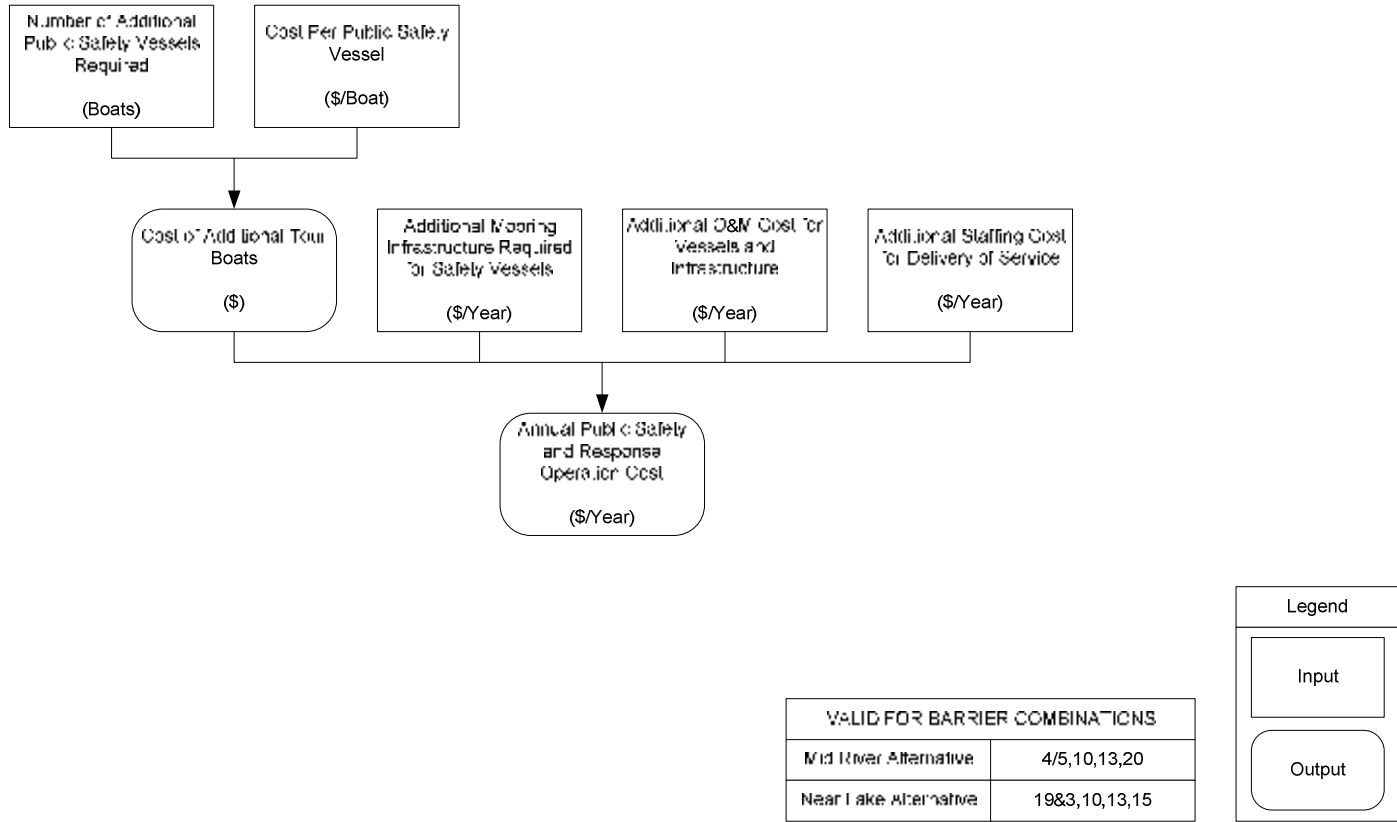 Number of Additional
Public Safety Vessels
Required
(Boats)
Cost Per Public Safety
Vessel
($/Boat)
Cost of Additional Tour
Boats
($)
Additional Mooring
Infrastructure Required
for Safety Vessels
($/Year)
Additional O&M Cost for
Vessels and
Infrastructure
($/Year)
Additional Staffing Cost
for Delivery of Service
($/Year)
Annual Public Safety
and Response
Operation Cost
($/Year)
Legend
Input
Output
VALID FOR BARRIER COMBINATIONS
Mid River Alternative
4/5,10,13,20
Near Lake Alternative
19&3,10,13,15